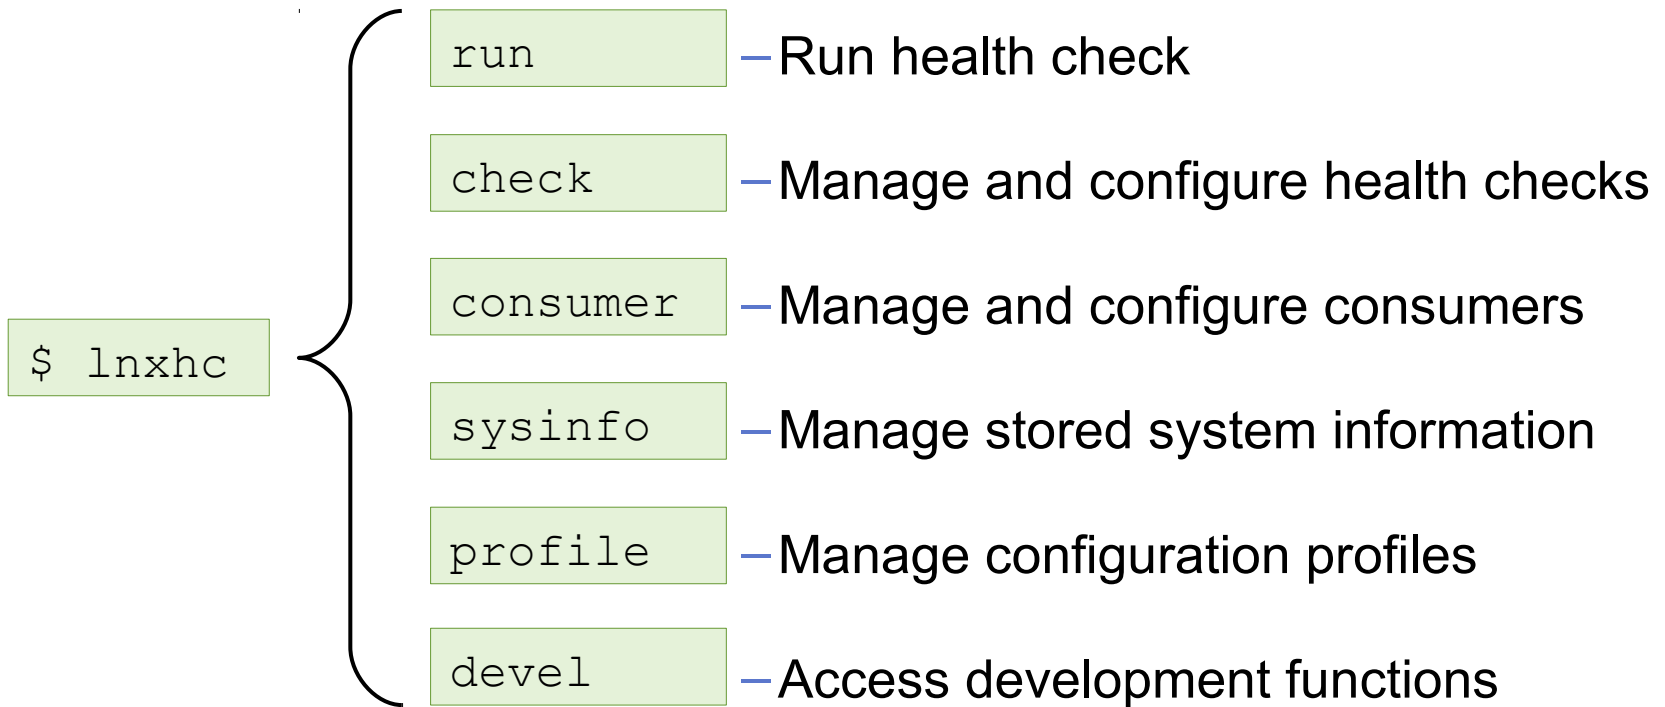 run
– Run health check
check
– Manage and configure health checks
consumer
– Manage and configure consumers
$ lnxhc
sysinfo
– Manage stored system information
profile
– Manage configuration profiles
devel
– Access development functions